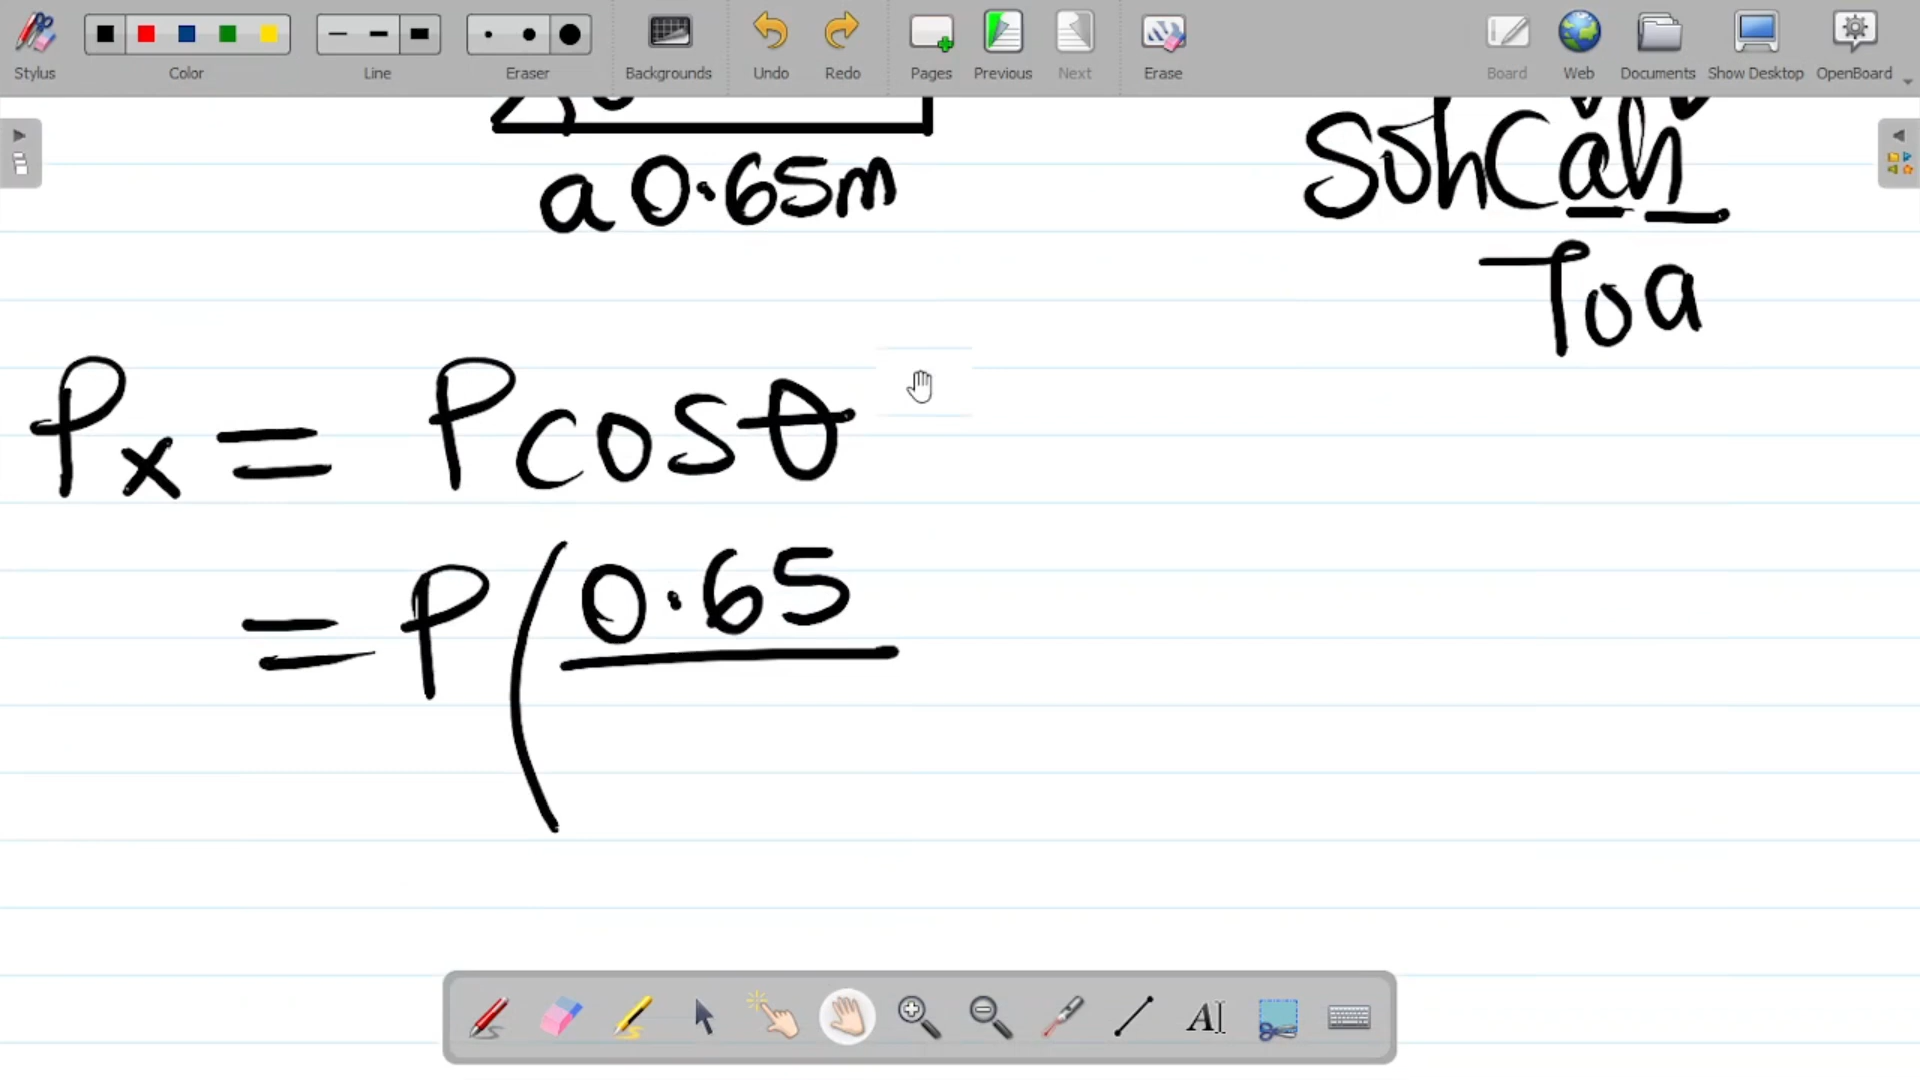 Stylus Color Line Eraser Backgrounds Undo Redo Pages Previous Next Erase Board Web Documents Show Desktop OpenBoard
a 0.65m
SohCah
Toa
Px = Pcosθ
= P(0.65